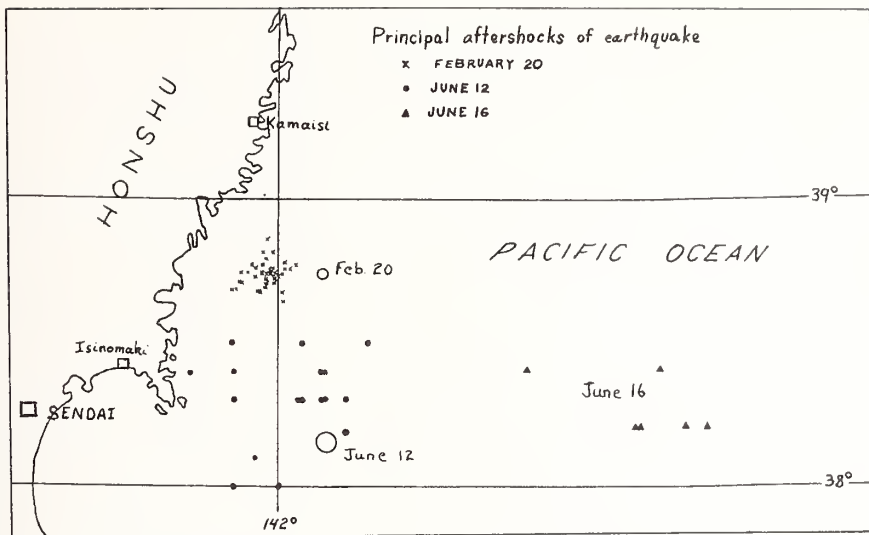 Principal aftershocks of earthquake
x FEBRUARY 20
• JUNE 12
▲ JUNE 16
Kamaisi
HONSHU
39°
PACIFIC OCEAN
Feb. 20
Isinomaki
June 16
SENDAI
June 12
38°
142°